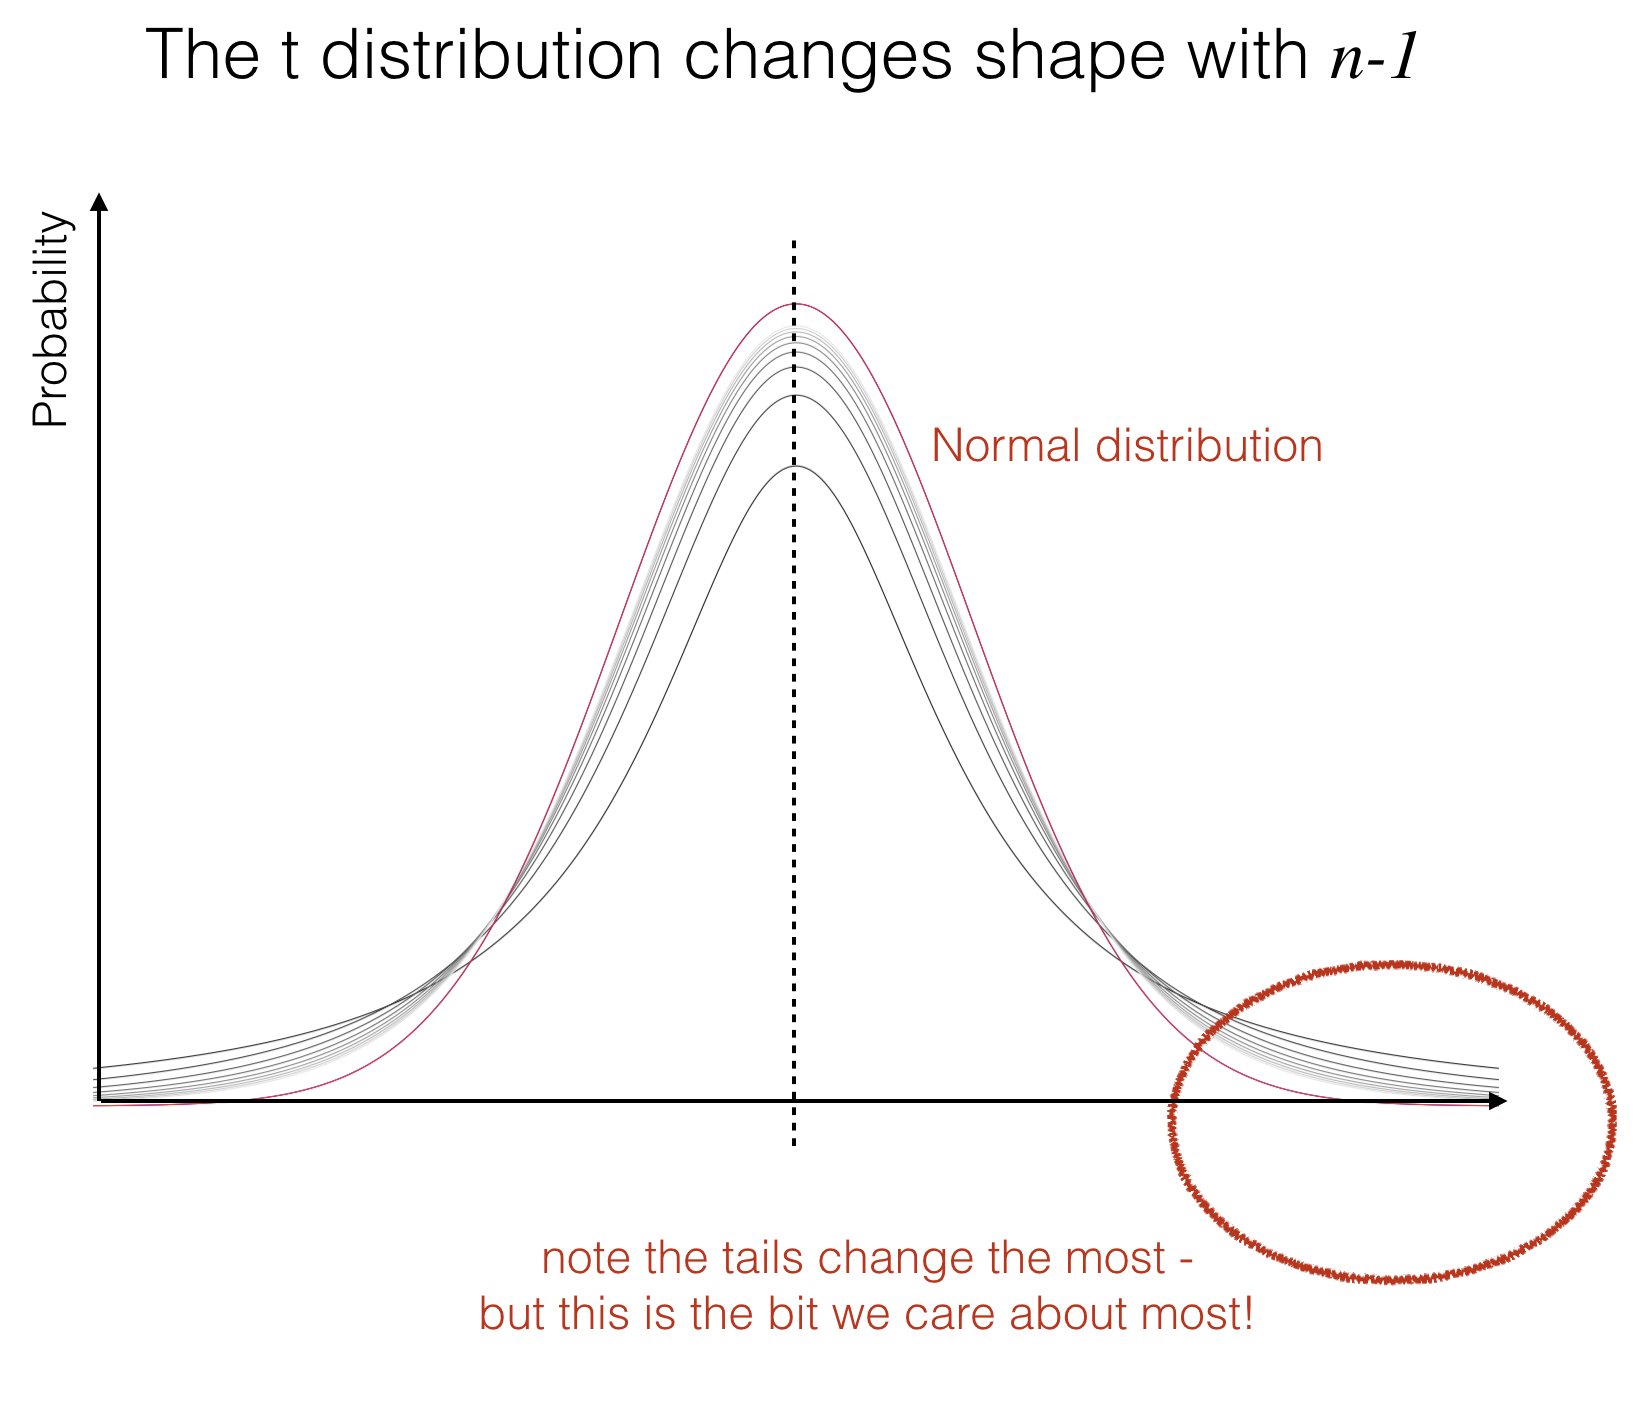 The t distribution changes shape with n-1
Probability
Normal distribution
note the tails change the most -
but this is the bit we care about most!